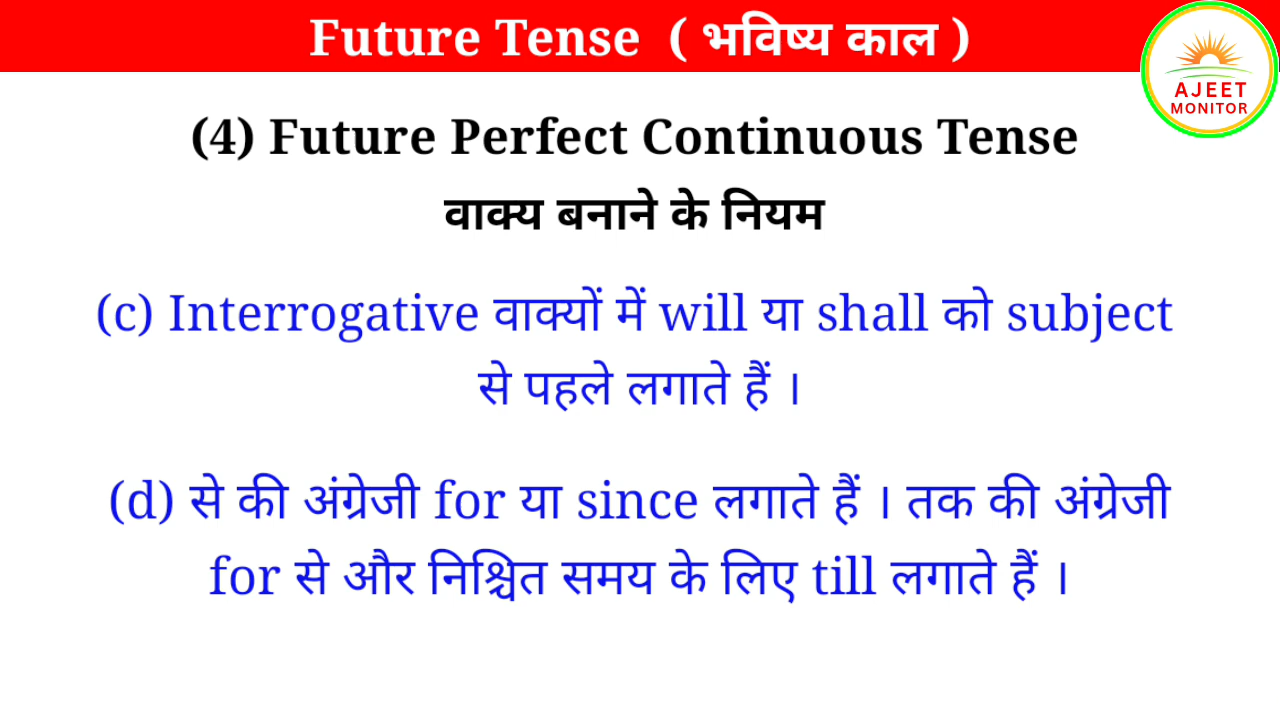 Future Tense ( भविष्य काल )
AJEET
MONITOR
(4) Future Perfect Continuous Tense
वाक्य बनाने के नियम
(c) Interrogative वाक्यों में will या shall को subject
से पहले लगाते हैं ।
(d) से की अंग्रेजी for या since लगाते हैं । तक की अंग्रेजी
for से और निश्चित समय के लिए till लगाते हैं ।